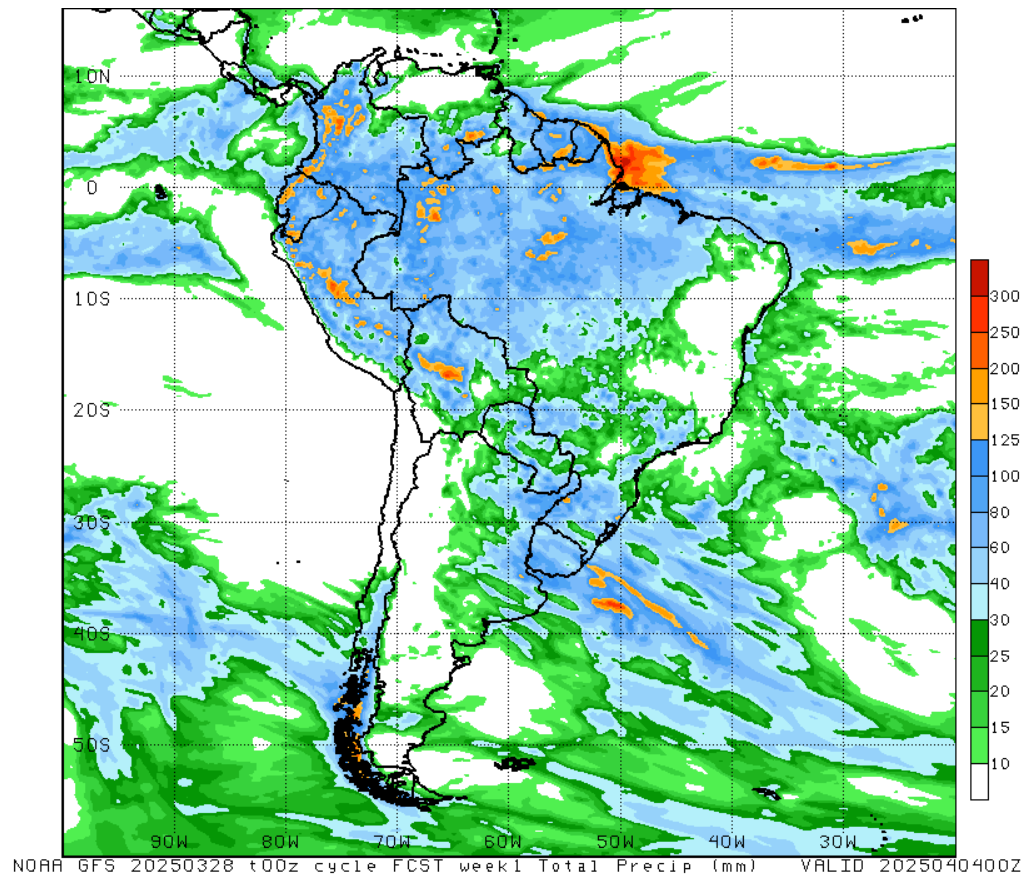 10N
0
10S
20S
30S
40S
50S
90W 80W 70W 60W 50W 40W 30W
300
250
200
150
125
100
80
60
40
30
25
20
15
10
NOAA GFS 20250328 t00z cycle FCST week1 Total Precip (mm) VALID 2025040400Z